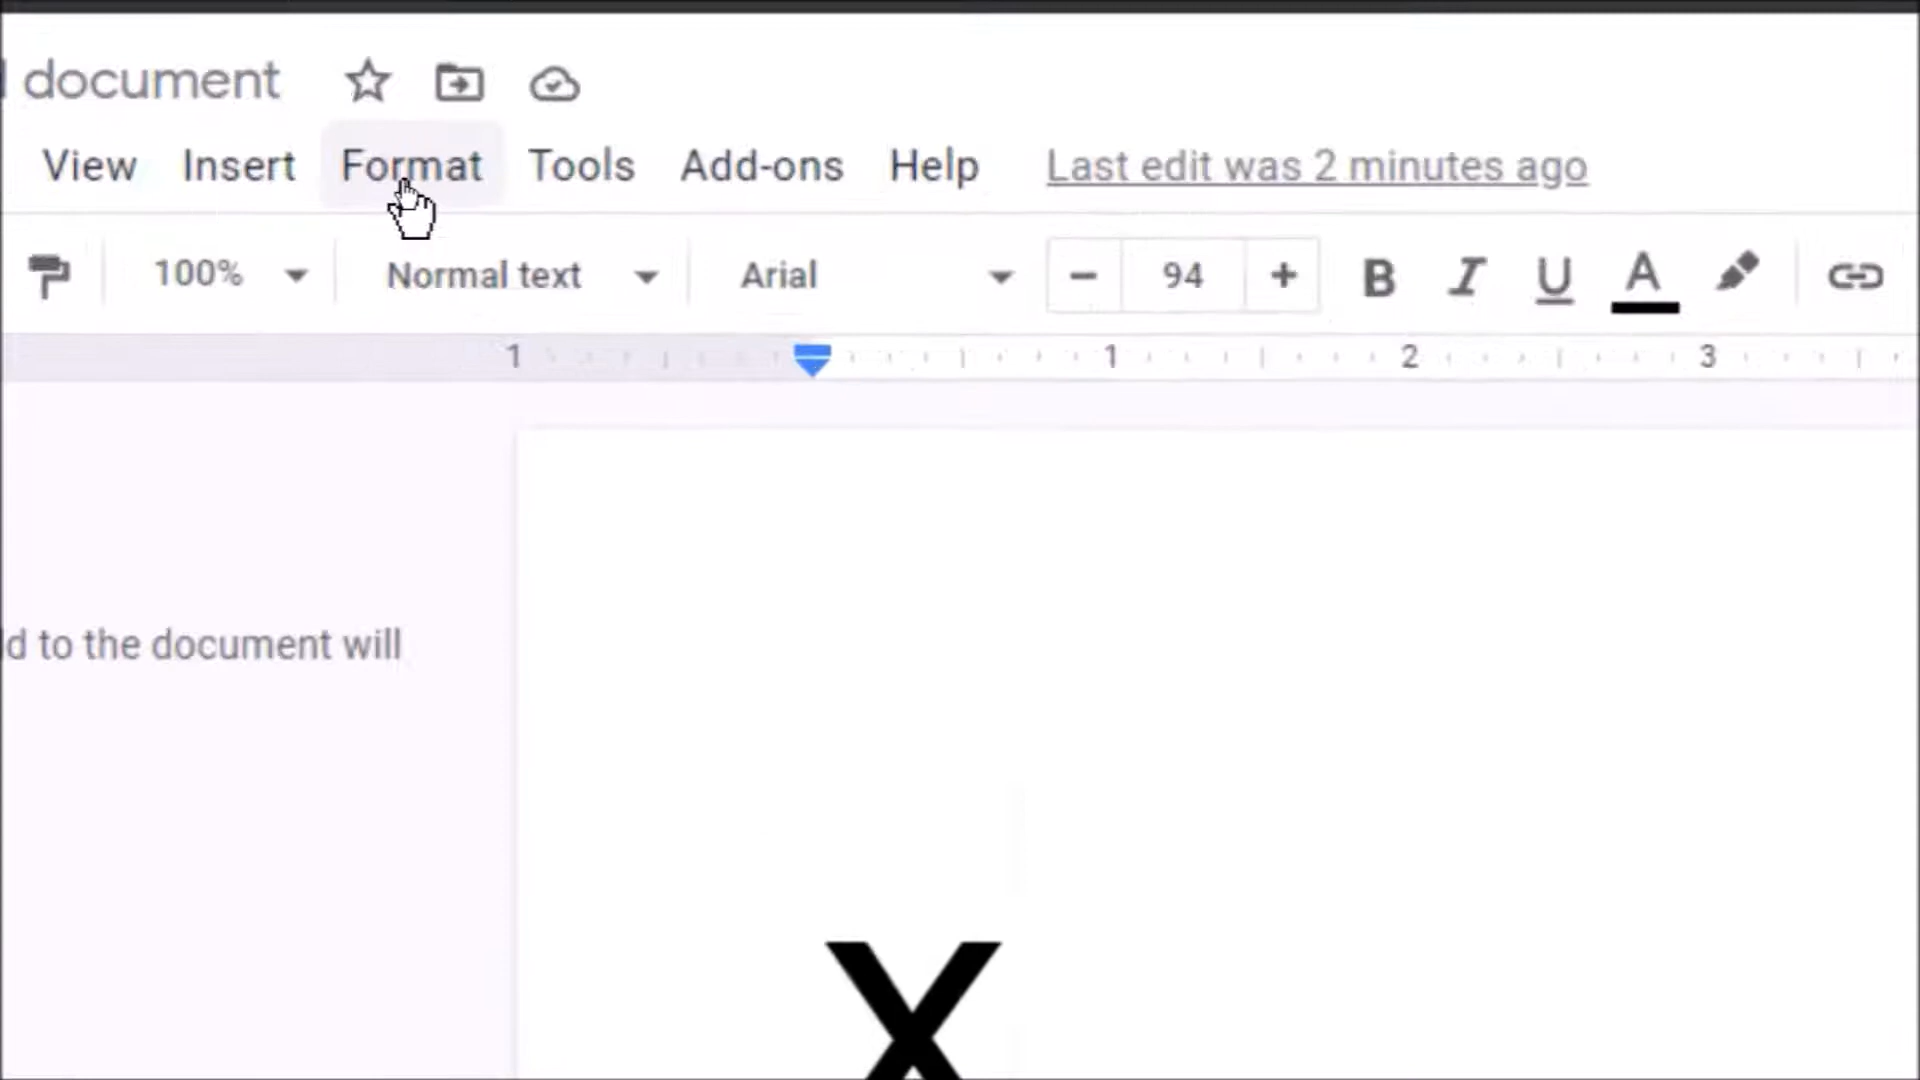 document
View Insert Format Tools Add-ons Help Last edit was 2 minutes ago
100% Normal text Arial − 94 + B I U A
1 1 2 3
d to the document will
X